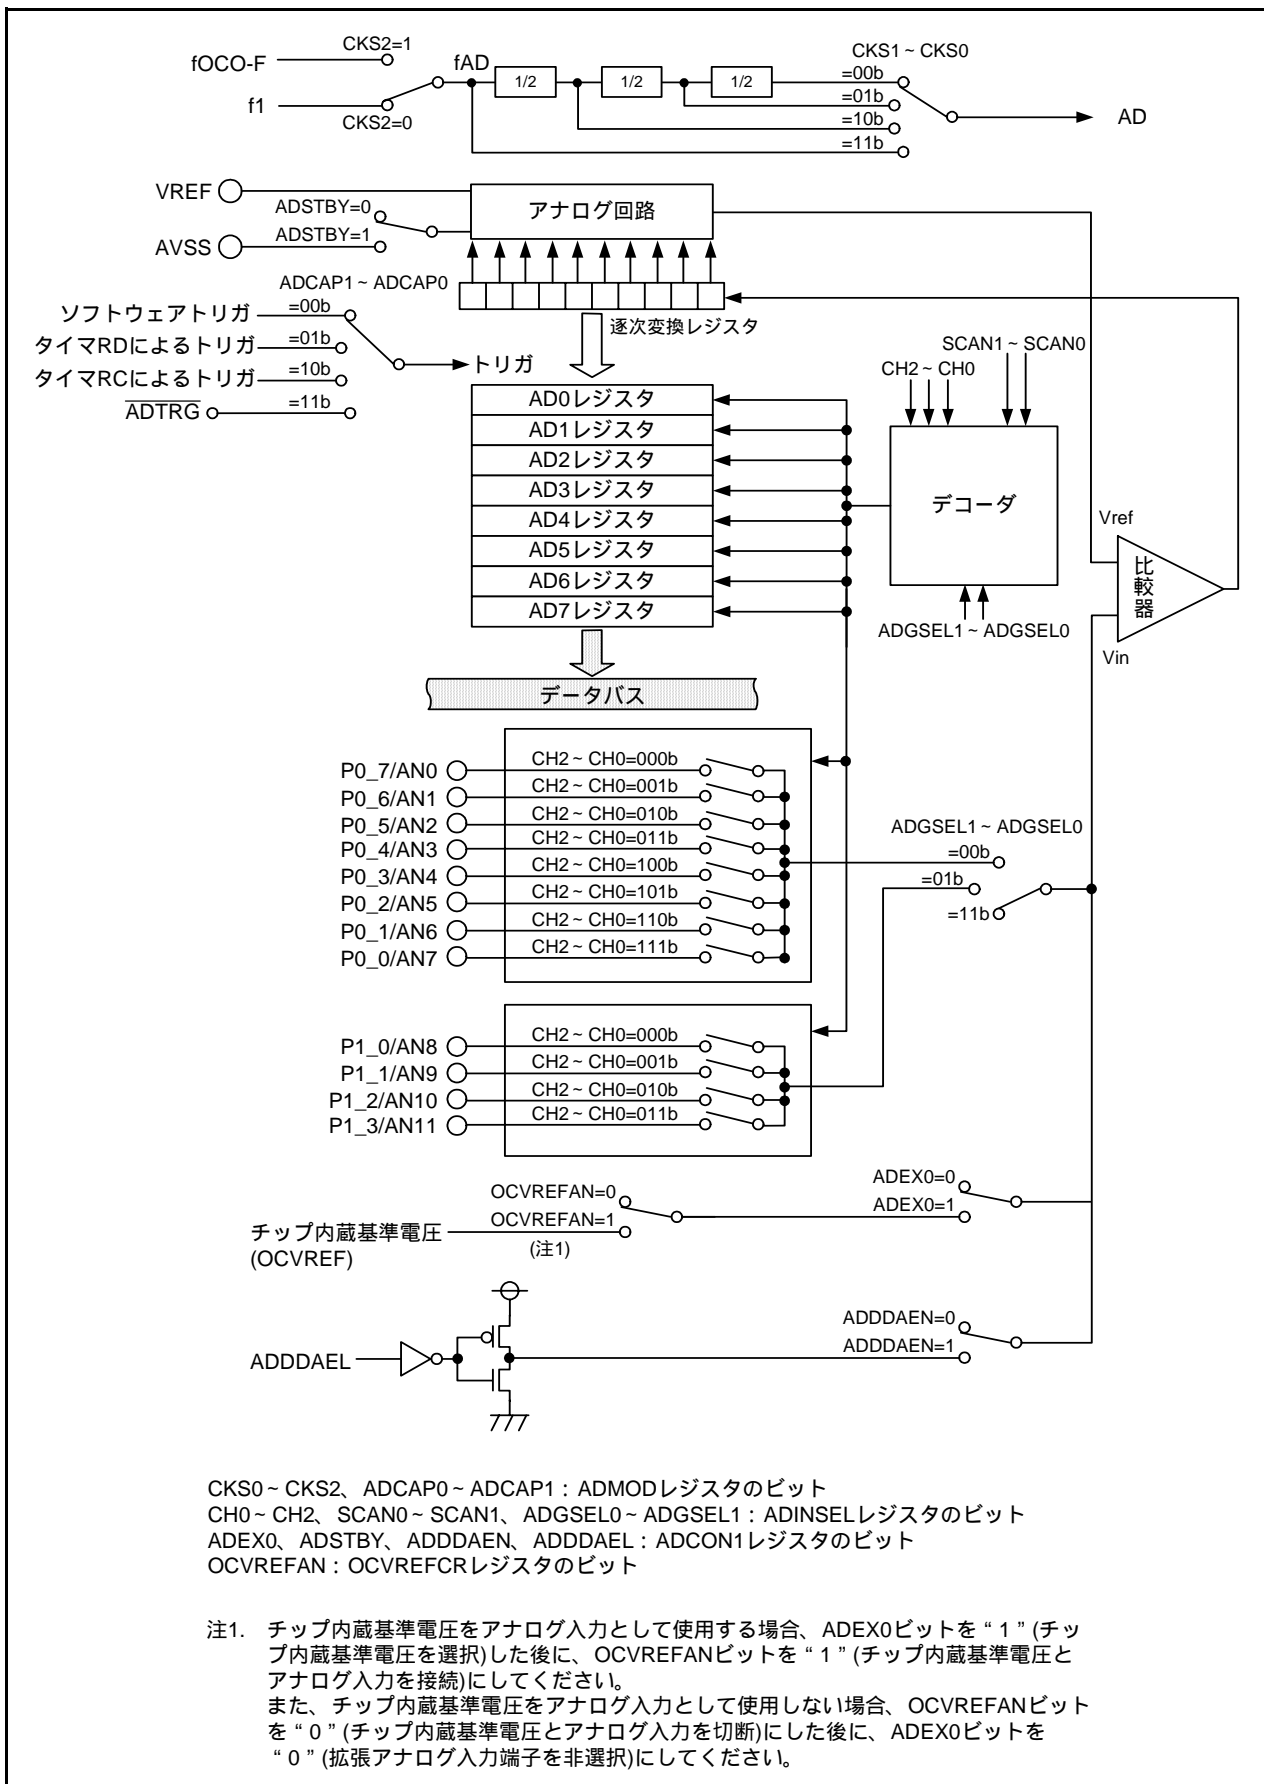 CKS2=1
fOCO-F
fAD
CKS1 ~ CKS0
1/2
1/2
1/2
=00b
f1
CKS2=0
=01b
=10b
=11b
AD
VREF
ADSTBY=0
アナログ回路
AVSS
ADSTBY=1
ADCAP1 ~ ADCAP0
ソフトウェアトリガ
=00b
逐次変換レジスタ
タイマRDによるトリガ
=01b
トリガ
タイマRCによるトリガ
=10b
ADTRG
=11b
SCAN1 ~ SCAN0
CH2 ~ CH0
AD0レジスタ
AD1レジスタ
AD2レジスタ
AD3レジスタ
AD4レジスタ
AD5レジスタ
AD6レジスタ
AD7レジスタ
デコーダ
Vref
比較器
Vin
ADGSEL1 ~ ADGSEL0
データバス
P0_7/AN0
CH2 ~ CH0=000b
P0_6/AN1
CH2 ~ CH0=001b
P0_5/AN2
CH2 ~ CH0=010b
P0_4/AN3
CH2 ~ CH0=011b
P0_3/AN4
CH2 ~ CH0=100b
P0_2/AN5
CH2 ~ CH0=101b
P0_1/AN6
CH2 ~ CH0=110b
P0_0/AN7
CH2 ~ CH0=111b
ADGSEL1 ~ ADGSEL0
=00b
=01b
=11b
P1_0/AN8
CH2 ~ CH0=000b
P1_1/AN9
CH2 ~ CH0=001b
P1_2/AN10
CH2 ~ CH0=010b
P1_3/AN11
CH2 ~ CH0=011b
OCVREFAN=0
ADEX0=0
チップ内蔵基準電圧
(OCVREF)
OCVREFAN=1
(注1)
ADEX0=1
ADDDAEN=0
ADDDAEL
ADDDAEN=1
CKS0 ~ CKS2、ADCAP0 ~ ADCAP1 : ADMODレジスタのビット
CH0 ~ CH2、SCAN0 ~ SCAN1、ADGSEL0 ~ ADGSEL1 : ADINSELレジスタのビット
ADEX0、ADSTBY、ADDDAEN、ADDDAEL : ADCON1レジスタのビット
OCVREFAN : OCVREFCRレジスタのビット
注1. チップ内蔵基準電圧をアナログ入力として使用する場合、ADEX0ビットを“1”(チッ
プ内蔵基準電圧を選択)した後に、OCVREFANビットを“1”(チップ内蔵基準電圧と
アナログ入力を接続)にしてください。
また、チップ内蔵基準電圧をアナログ入力として使用しない場合、OCVREFANビット
を“0”(チップ内蔵基準電圧とアナログ入力を切断)にした後に、ADEX0ビットを
“0”(拡張アナログ入力端子を非選択)にしてください。